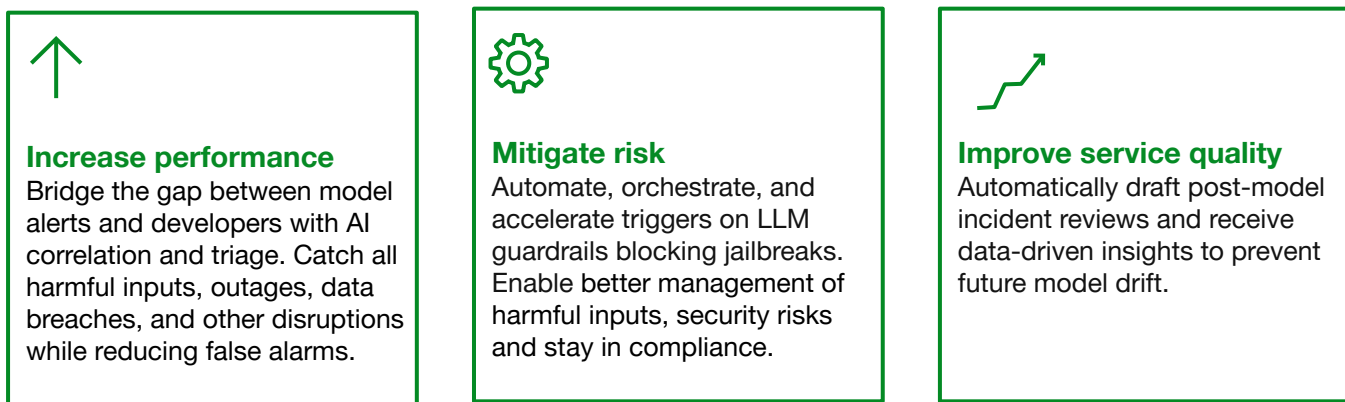 Increase performance
Bridge the gap between model
alerts and developers with AI
correlation and triage. Catch all
harmful inputs, outages, data
breaches, and other disruptions
while reducing false alarms.
Mitigate risk
Automate, orchestrate, and
accelerate triggers on LLM
guardrails blocking jailbreaks.
Enable better management of
harmful inputs, security risks
and stay in compliance.
Improve service quality
Automatically draft post-model
incident reviews and receive
data-driven insights to prevent
future model drift.